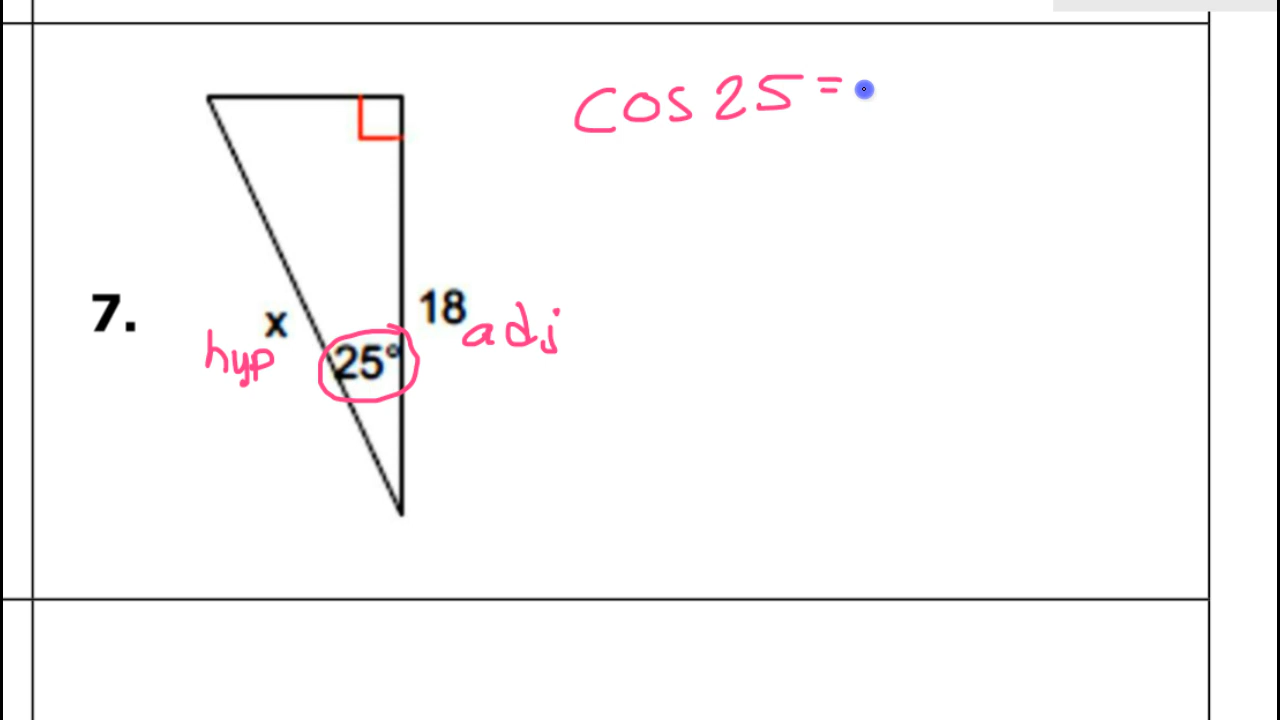 cos 25 =
7.
x
18
hyp
25°
adj